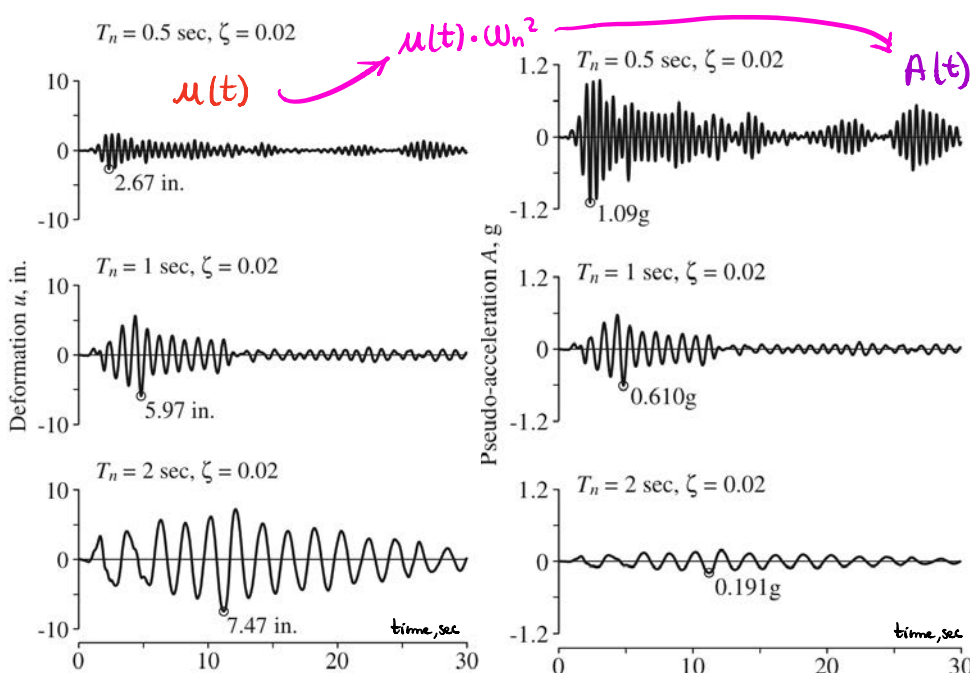 Tn = 0.5 sec, ζ = 0.02
u(t)
u(t)·ωn²
A(t)
10
0
-10
2.67 in.
Tn = 1 sec, ζ = 0.02
10
0
-10
5.97 in.
Deformation u, in.
Tn = 2 sec, ζ = 0.02
10
0
-10
7.47 in.
time, sec
0 10 20 30
Tn = 0.5 sec, ζ = 0.02
1.2
0
-1.2
1.09g
Tn = 1 sec, ζ = 0.02
1.2
0
-1.2
0.610g
Pseudo-acceleration A, g
Tn = 2 sec, ζ = 0.02
1.2
0
-1.2
0.191g
time, sec
0 10 20 30